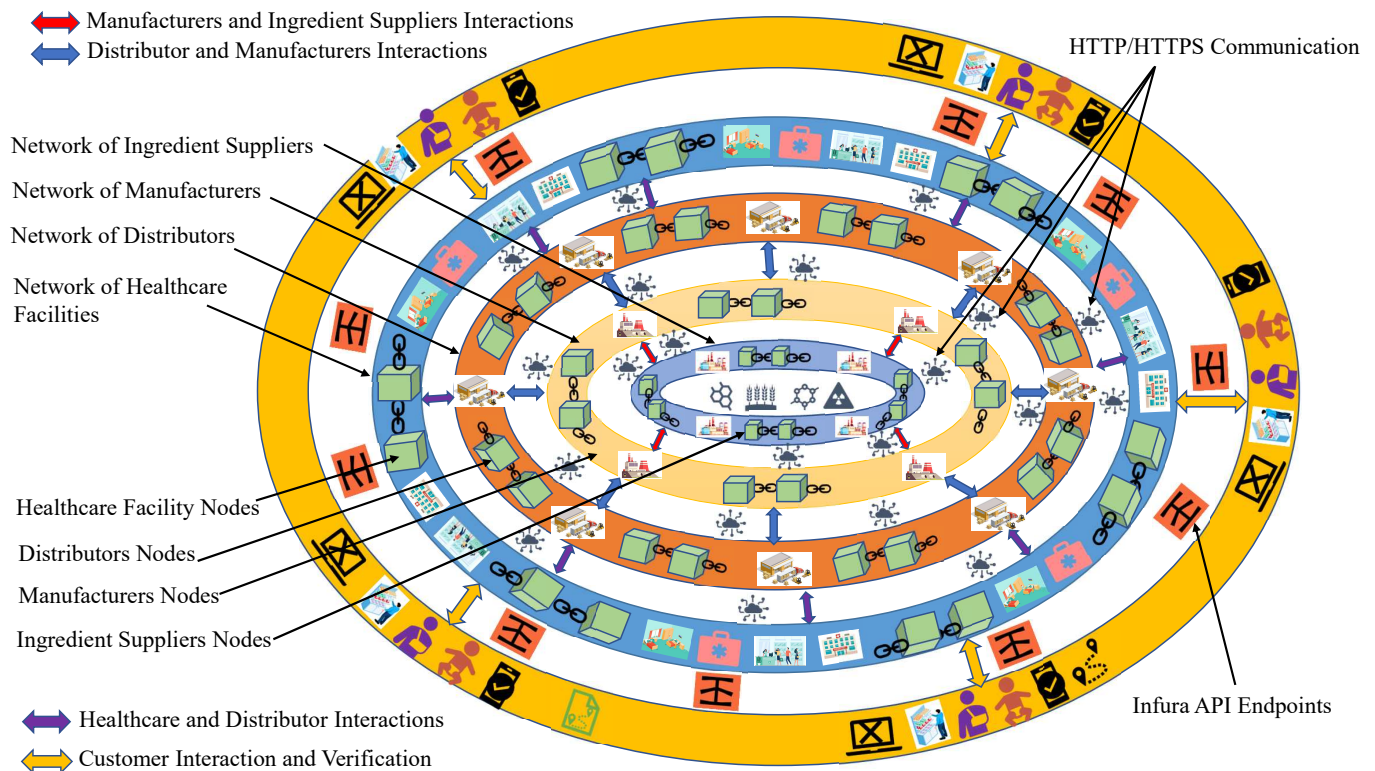 Manufacturers and Ingredient Suppliers Interactions
Distributor and Manufacturers Interactions
HTTP/HTTPS Communication
Network of Ingredient Suppliers
Network of Manufacturers
Network of Distributors
Network of Healthcare
Facilities
Healthcare Facility Nodes
Distributors Nodes
Manufacturers Nodes
Ingredient Suppliers Nodes
Infura API Endpoints
Healthcare and Distributor Interactions
Customer Interaction and Verification